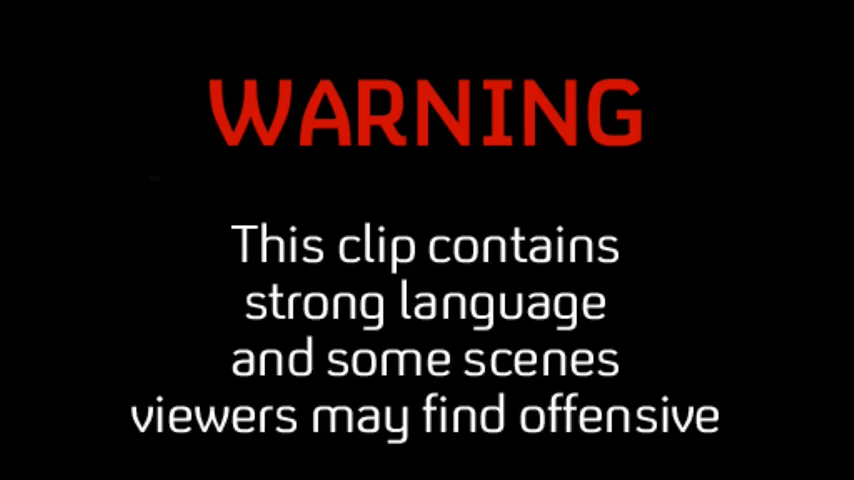 WARNING
This clip contains
strong language
and some scenes
viewers may find offensive